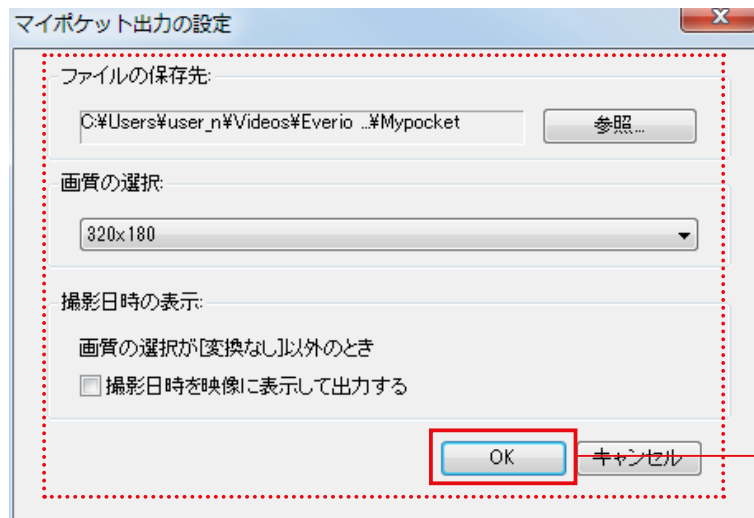 マイポケット出力の設定
ファイルの保存先:
C:¥Users¥user_n¥Videos¥Everio ...¥Mypocket
参照...
画質の選択:
320x180
撮影日時の表示:
画質の選択が[変換なし]以外のとき
撮影日時を映像に表示して出力する
OK
キャンセル